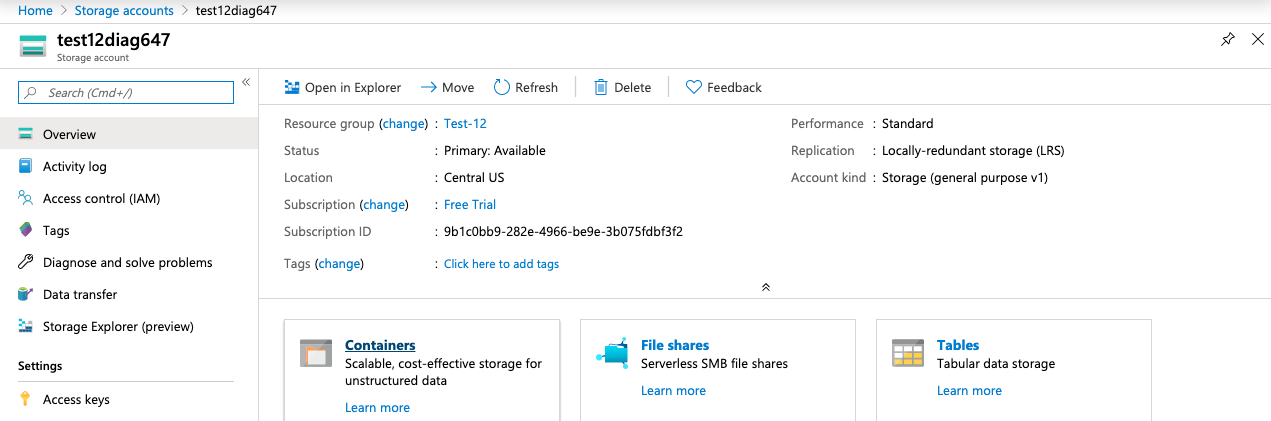 Home > Storage accounts > test12diag647
test12diag647
Storage account
Search (Cmd+/)
«
Overview
Activity log
Access control (IAM)
Tags
Diagnose and solve problems
Data transfer
Storage Explorer (preview)
Settings
Access keys
Open in Explorer Move Refresh Delete Feedback
Resource group (change) : Test-12
Status : Primary: Available
Location : Central US
Subscription (change) : Free Trial
Subscription ID : 9b1c0bb9-282e-4966-be9e-3b075fdbf3f2
Tags (change) : Click here to add tags
Performance : Standard
Replication : Locally-redundant storage (LRS)
Account kind : Storage (general purpose v1)
Containers
Scalable, cost-effective storage for
unstructured data
Learn more
File shares
Serverless SMB file shares
Learn more
Tables
Tabular data storage
Learn more